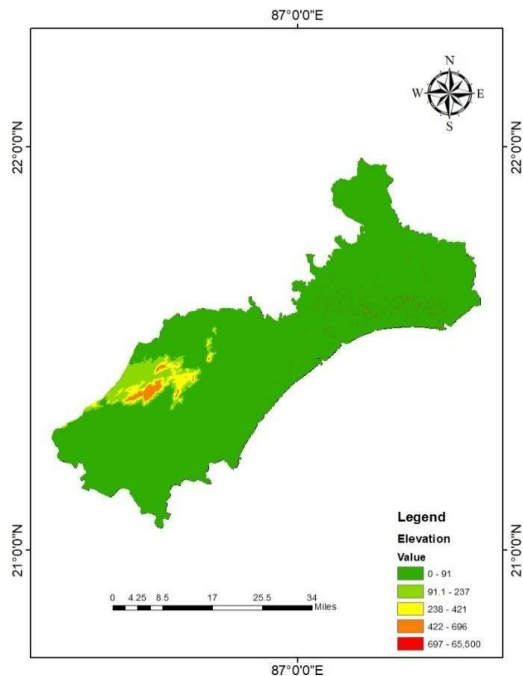 87°0'0"E
N
W E
S
22°0'0"N
22°0'0"N
21°0'0"N
21°0'0"N
Legend
Elevation
Value
0 - 91
91.1 - 237
238 - 421
422 - 696
697 - 65,500
0 4.25 8.5 17 25.5 34
Miles
87°0'0"E